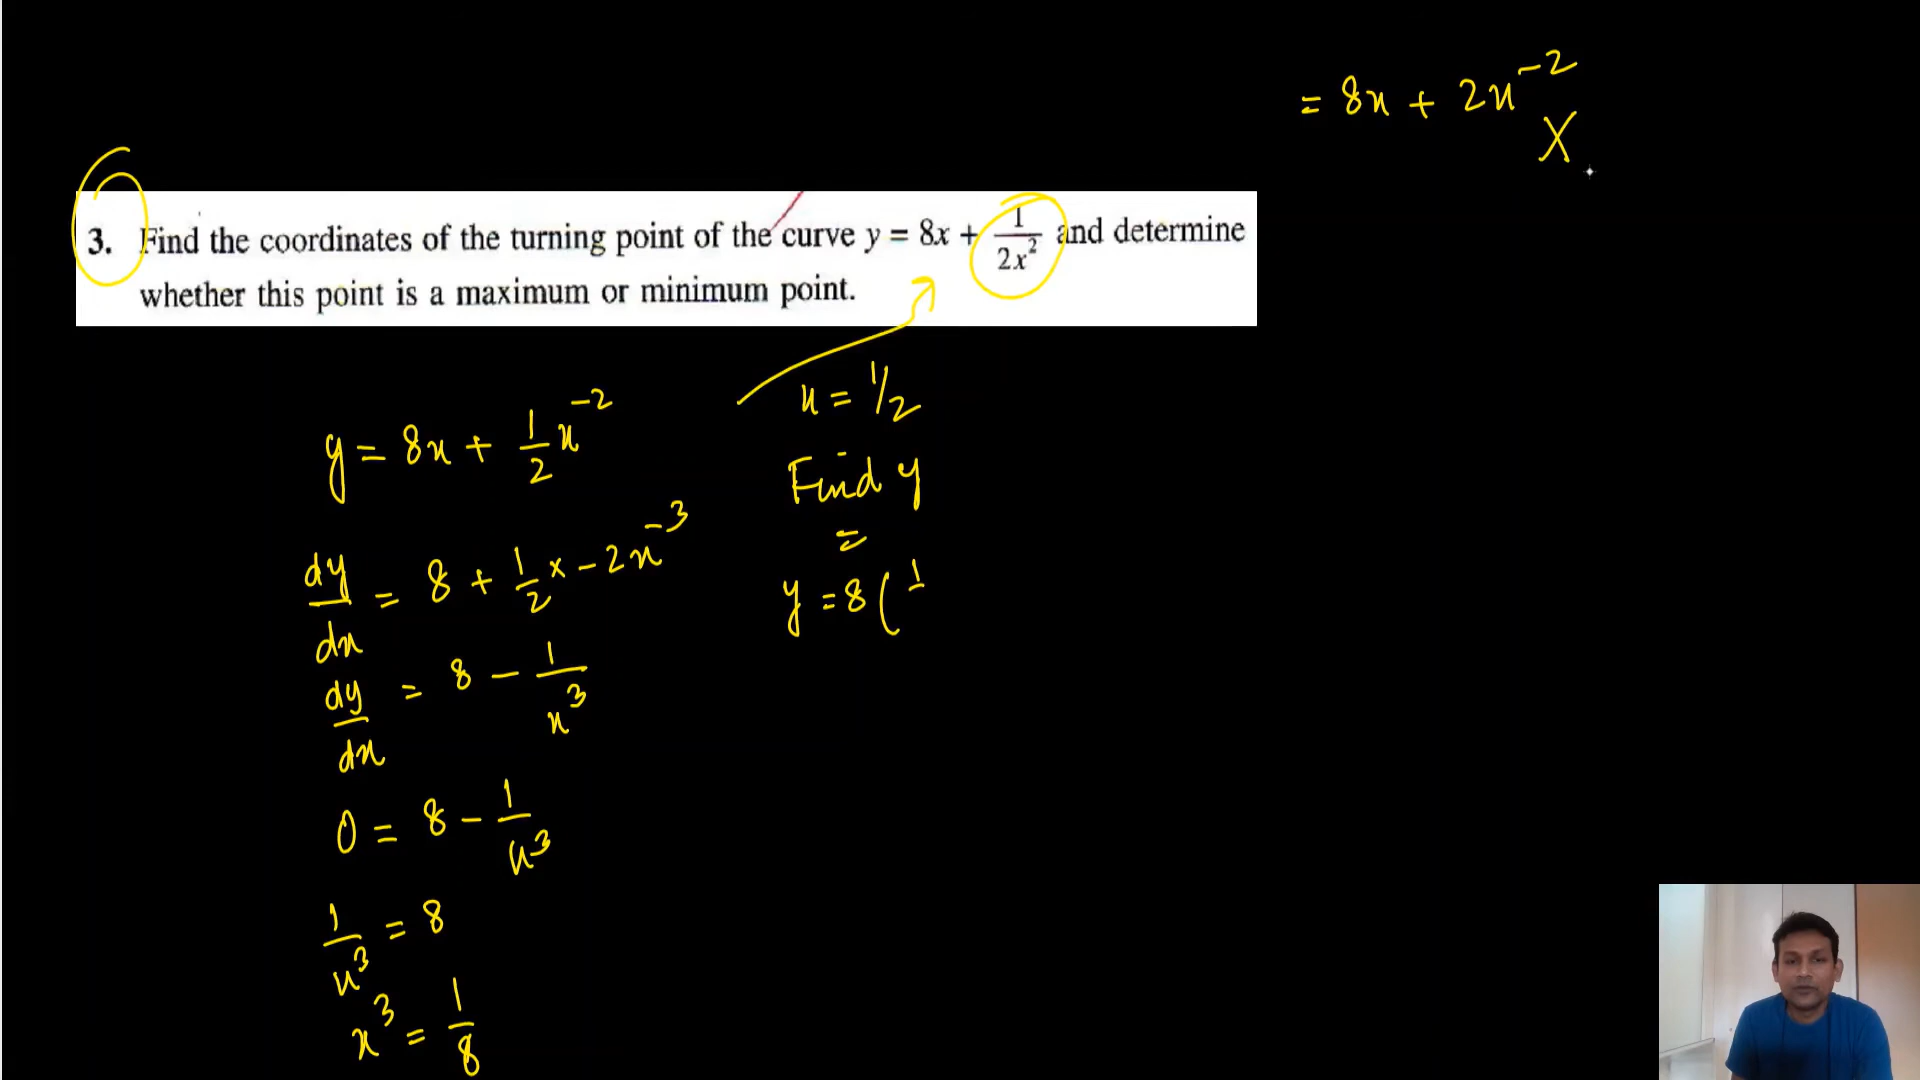 = 8x + 2x⁻²
X
3. Find the coordinates of the turning point of the curve y = 8x + 1/(2x²) and determine
whether this point is a maximum or minimum point.
y = 8x + 1/2 x⁻²
dy/dx = 8 + 1/2 × -2x⁻³
dy/dx = 8 - 1/x³
0 = 8 - 1/x³
1/x³ = 8
x³ = 1/8
x = 1/2
Find y
=
y = 8(1